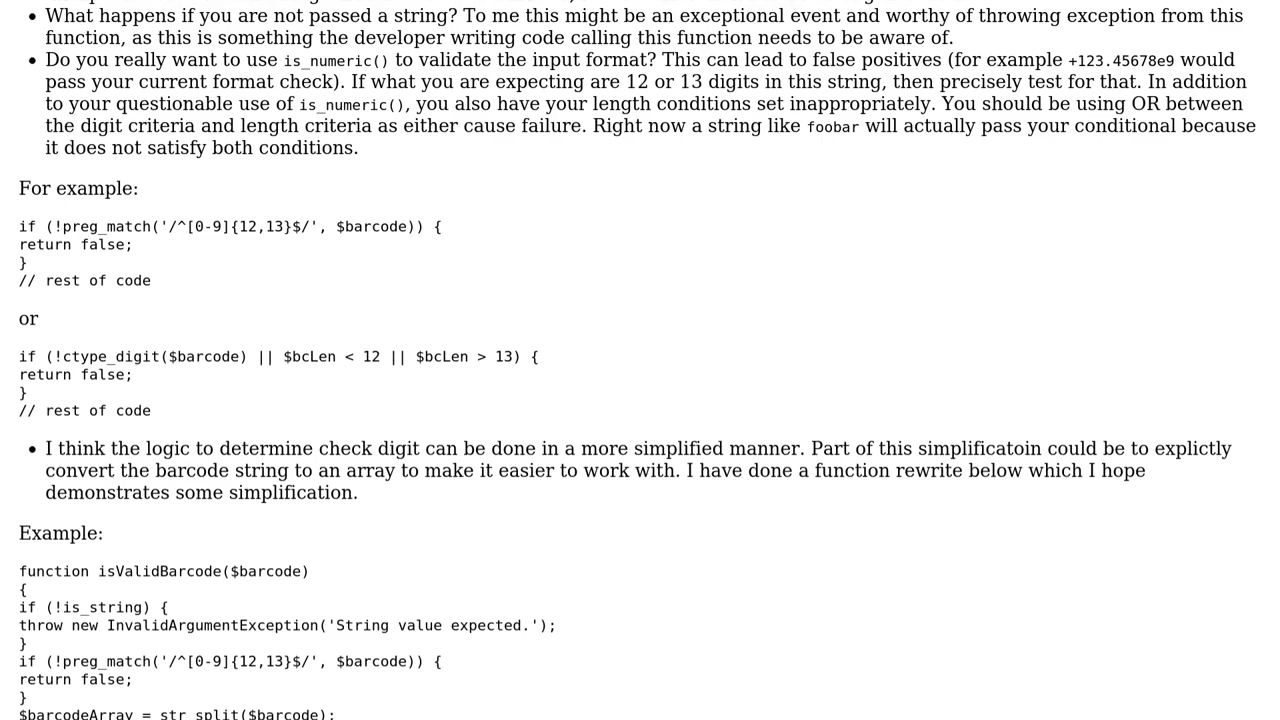 What happens if you are not passed a string? To me this might be an exceptional event and worthy of throwing exception from this
function, as this is something the developer writing code calling this function needs to be aware of.
Do you really want to use is_numeric() to validate the input format? This can lead to false positives (for example +123.45678e9 would
pass your current format check). If what you are expecting are 12 or 13 digits in this string, then precisely test for that. In addition
to your questionable use of is_numeric(), you also have your length conditions set inappropriately. You should be using OR between
the digit criteria and length criteria as either cause failure. Right now a string like foobar will actually pass your conditional because
it does not satisfy both conditions.
For example:
if (!preg_match('/^[0-9]{12,13}$/', $barcode)) {
return false;
}
// rest of code
or
if (!ctype_digit($barcode) || $bcLen < 12 || $bcLen > 13) {
return false;
}
// rest of code
I think the logic to determine check digit can be done in a more simplified manner. Part of this simplificatoin could be to explictly
convert the barcode string to an array to make it easier to work with. I have done a function rewrite below which I hope
demonstrates some simplification.
Example:
function isValidBarcode($barcode)
{
if (!is_string) {
throw new InvalidArgumentException('String value expected.');
}
if (!preg_match('/^[0-9]{12,13}$/', $barcode)) {
return false;
}
$barcodeArray = str_split($barcode);